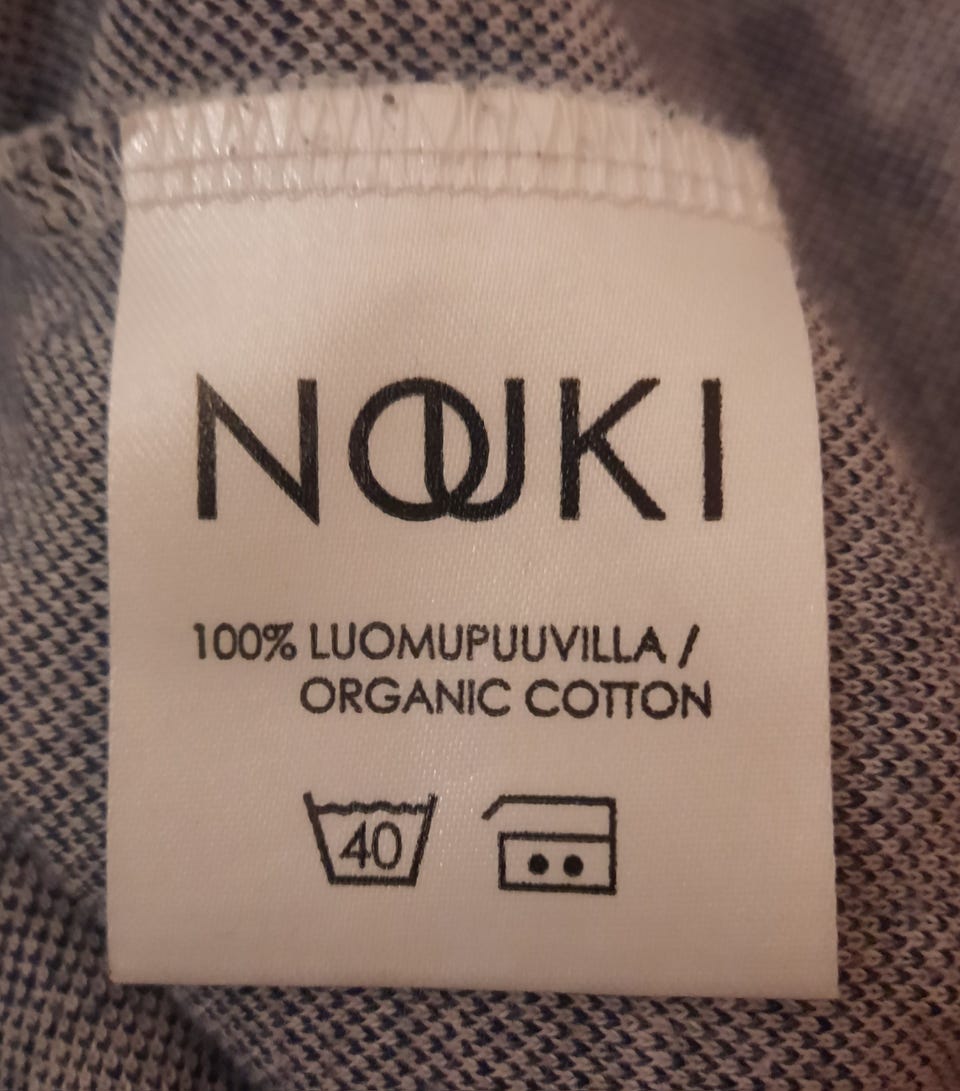 NOUKI
100% LUOMUPUUVILLA /
ORGANIC COTTON
40